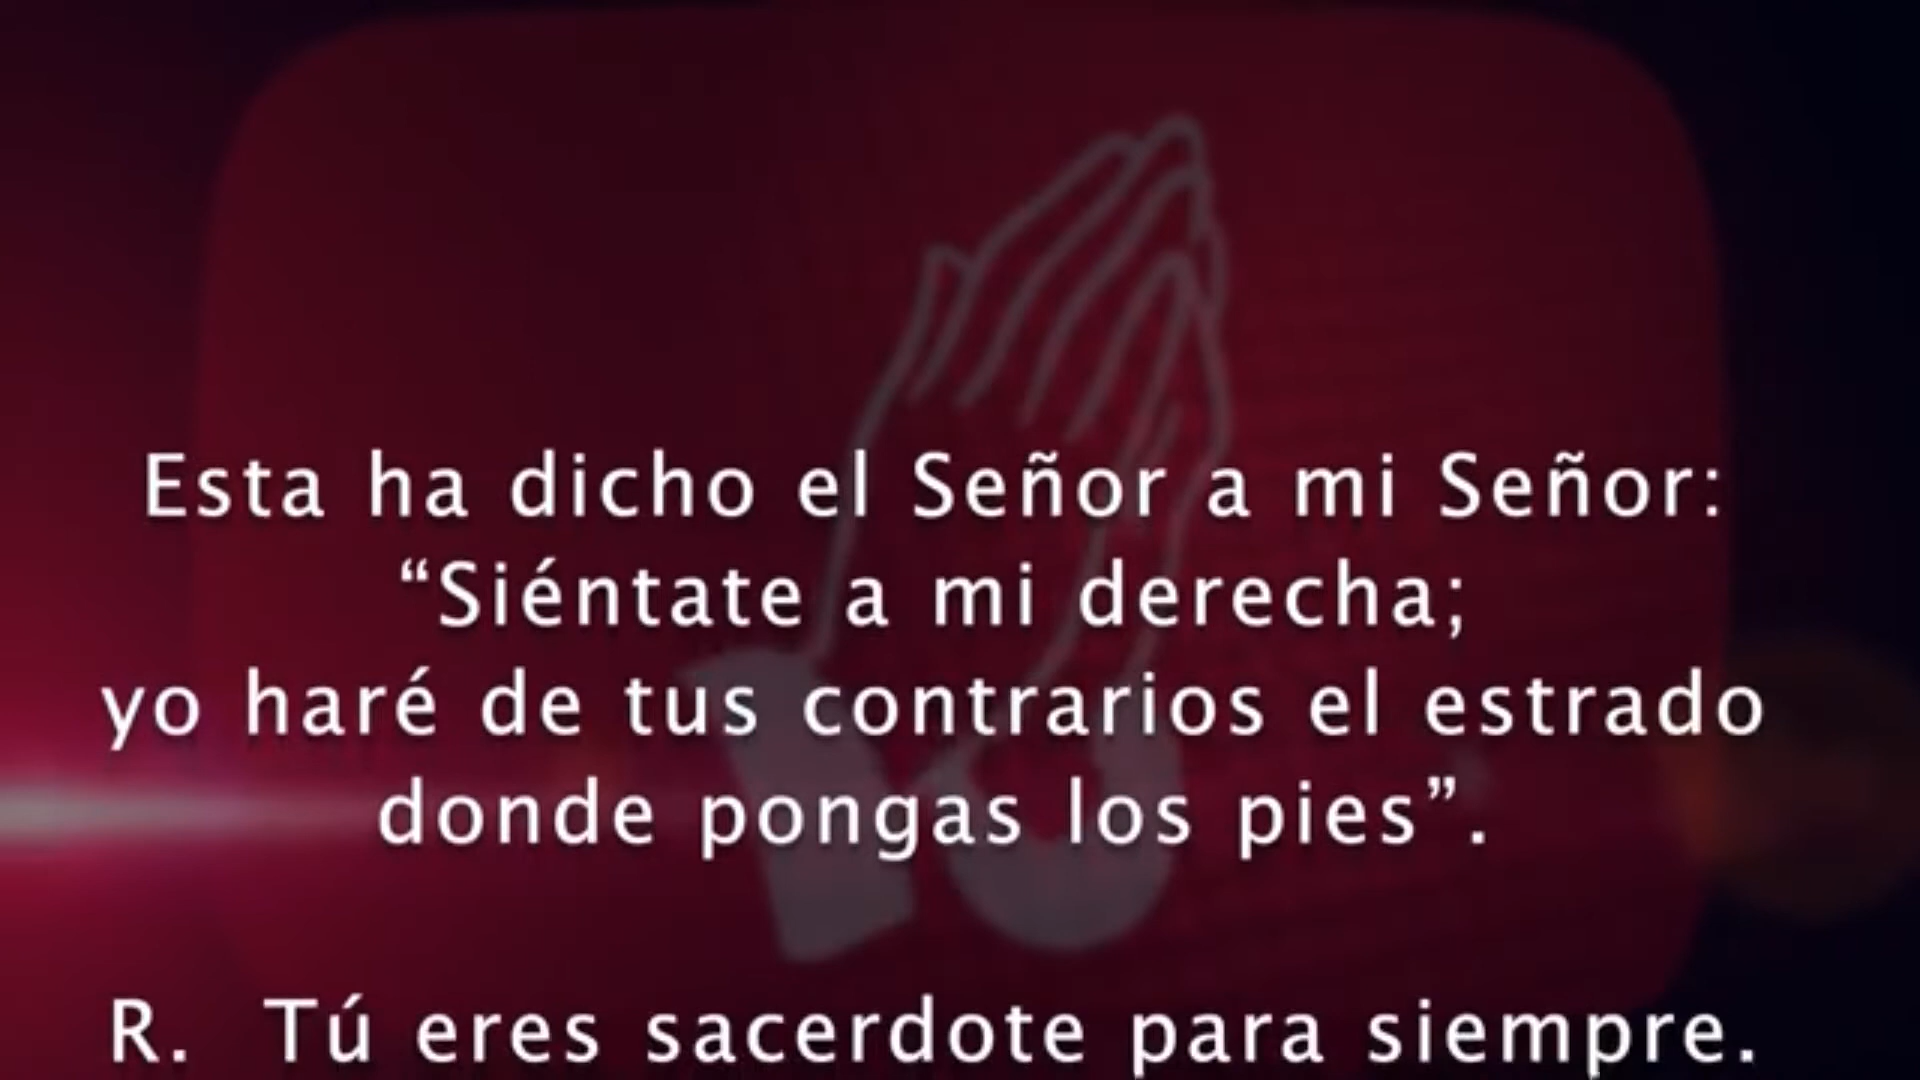 Esta ha dicho el Señor a mi Señor:
“Siéntate a mi derecha;
yo haré de tus contrarios el estrado
donde pongas los pies”.
R. Tú eres sacerdote para siempre.